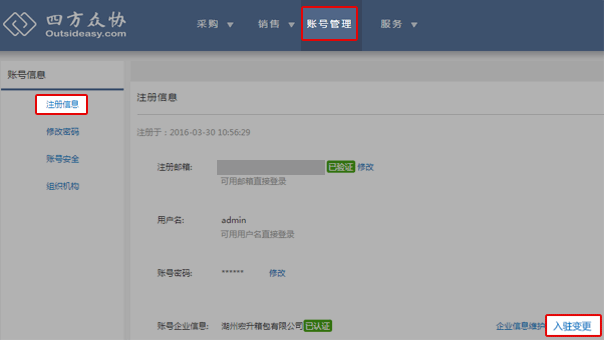 四方众协
Outsideasy.com
采购 销售 账号管理 服务
账号信息
注册信息
修改密码
账号安全
组织机构
注册信息
注册于：2016-03-30 10:56:29
注册邮箱: 已验证 修改
可用邮箱直接登录
用户名: admin
可用用户名直接登录
账号密码: ****** 修改
账号企业信息: 湖州宏升箱包有限公司 已认证 企业信息维护 入驻变更